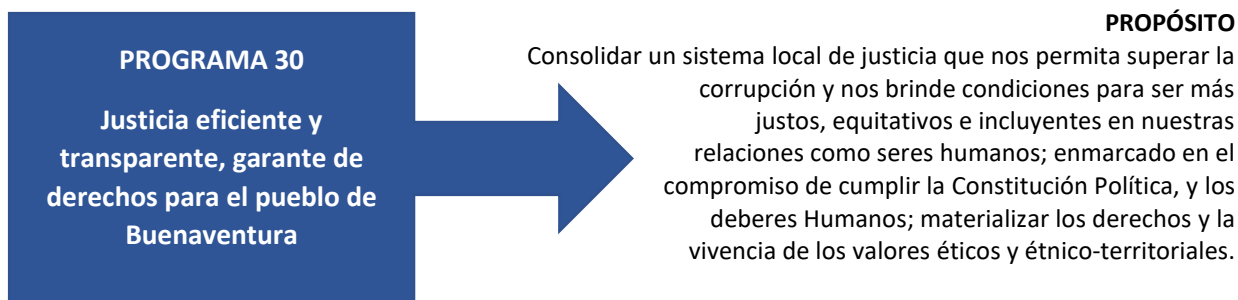 PROGRAMA 30
Justicia eficiente y
transparente, garante de
derechos para el pueblo de
Buenaventura
PROPÓSITO
Consolidar un sistema local de justicia que nos permita superar la
corrupción y nos brinde condiciones para ser más
justos, equitativos e incluyentes en nuestras
relaciones como seres humanos; enmarcado en el
compromiso de cumplir la Constitución Política, y los
deberes Humanos; materializar los derechos y la
vivencia de los valores éticos y étnico-territoriales.